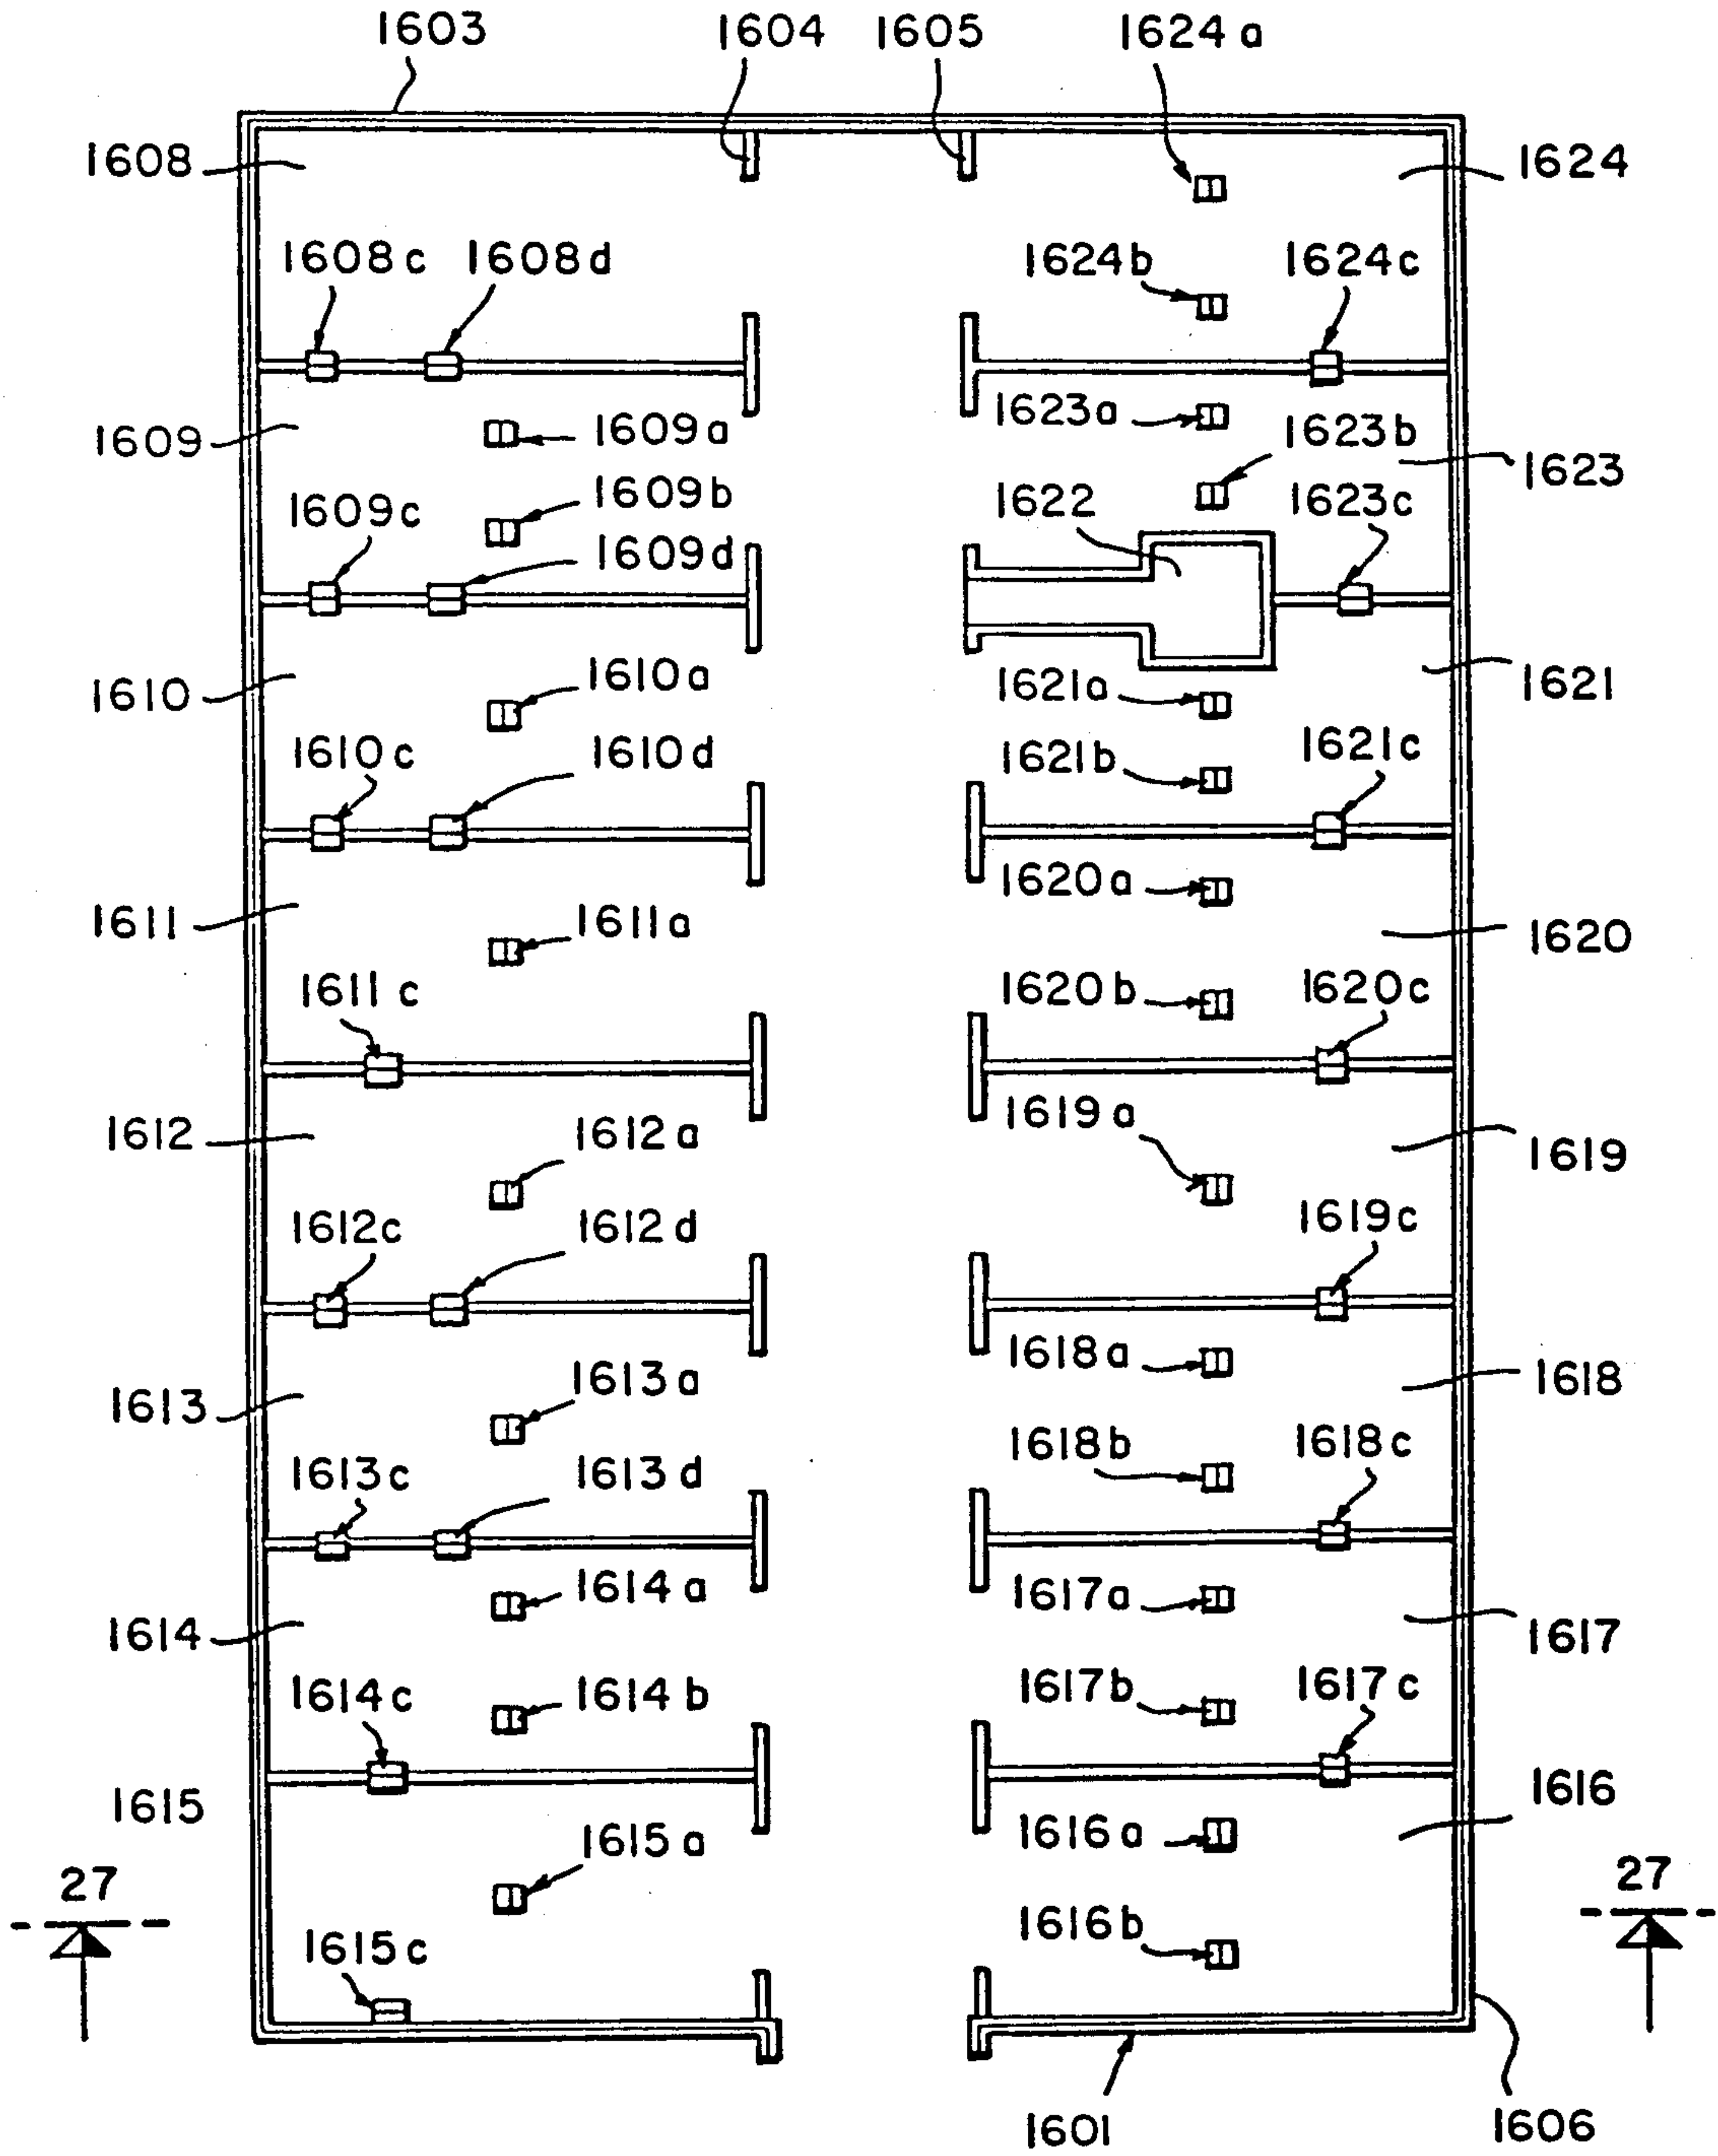 1603 1604 1605 1624a
1608 1624
1608c 1608d 1624b 1624c
1609 1609a 1623a 1623b 1623
1609c 1609b 1622 1623c
1609d
1610 1610a 1621a 1621
1610c 1610d 1621b 1621c
1611 1611a 1620a 1620
1611c 1620b 1620c
1612 1612a 1619a 1619
1612c 1612d 1619c
1613 1613a 1618a 1618
1613c 1613d 1618b 1618c
1614 1614a 1617a 1617
1614c 1614b 1617b 1617c
1615 1615a 1616a 1616
27 27
1615c 1616b
1601 1606